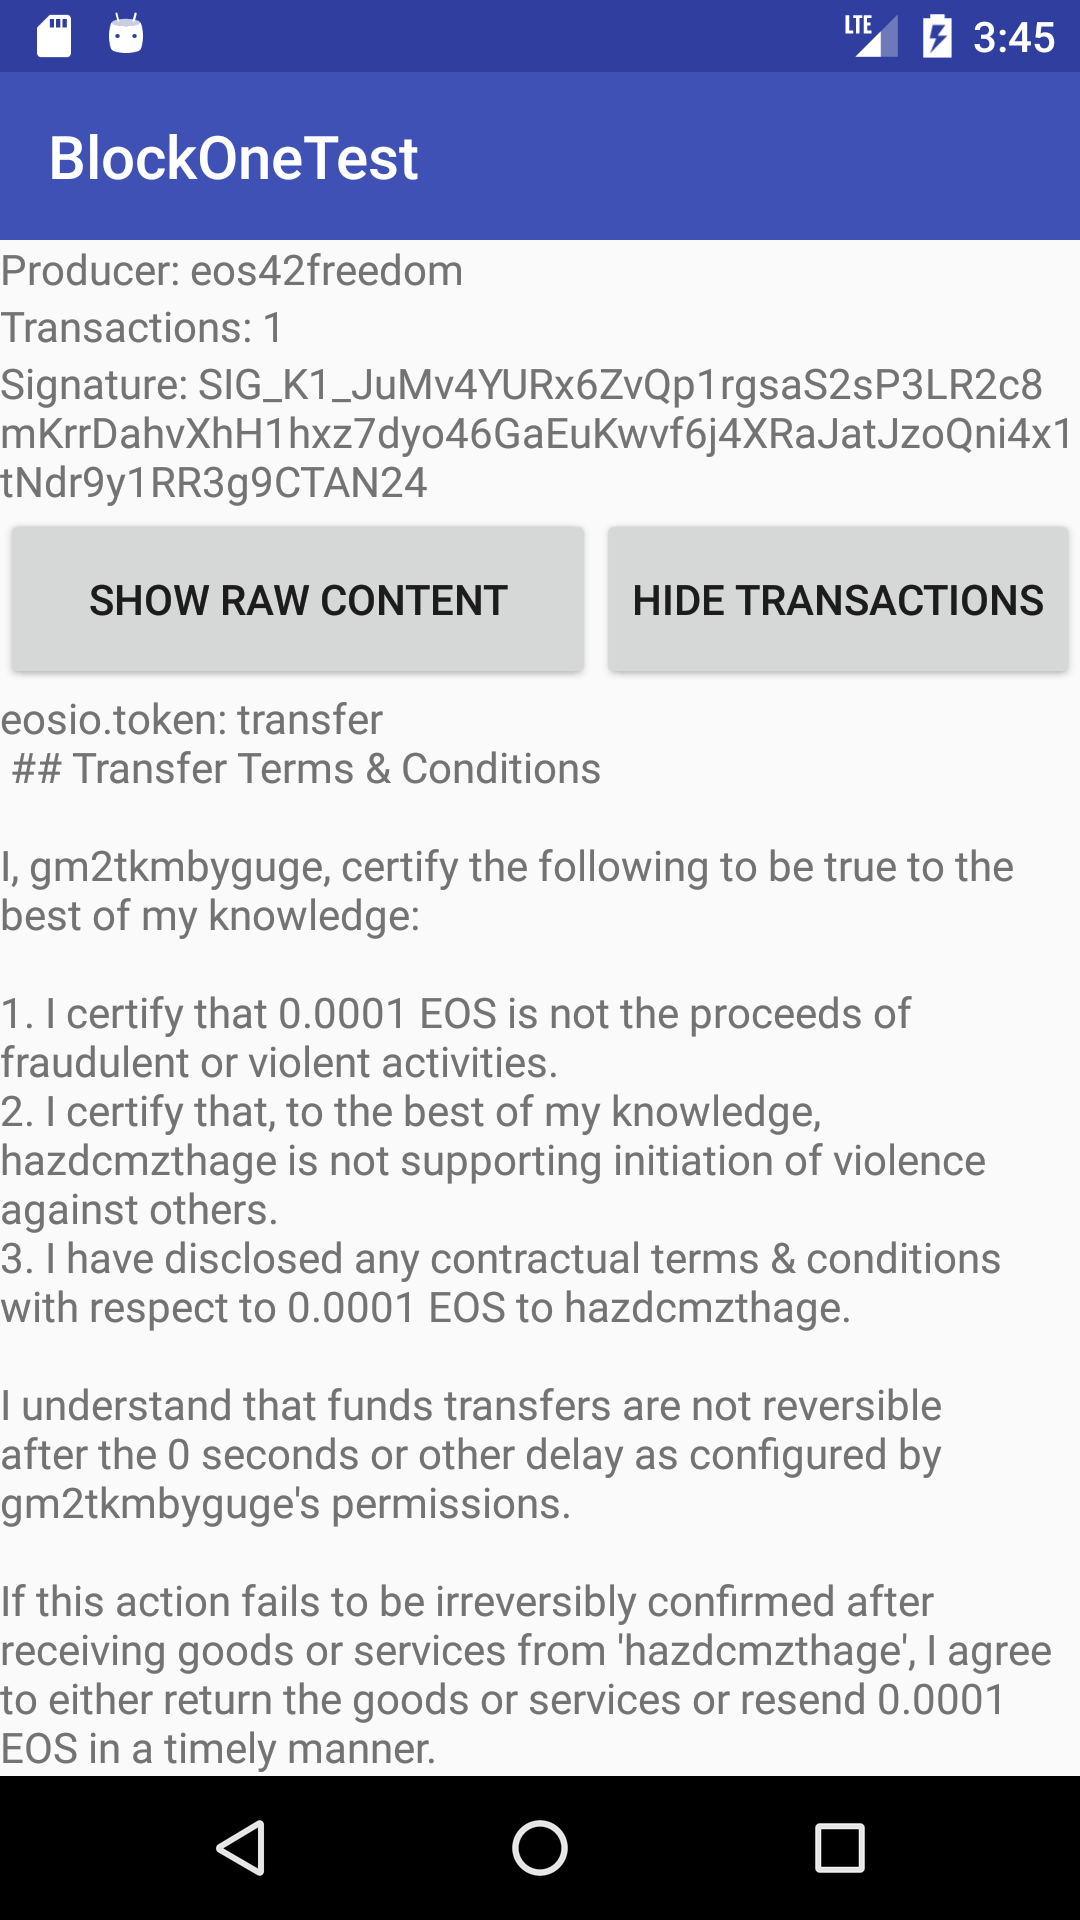 LTE 3:45
BlockOneTest
Producer: eos42freedom
Transactions: 1
Signature: SIG_K1_JuMv4YURx6ZvQp1rgsaS2sP3LR2c8
mKrrDahvXhH1hxz7dyo46GaEuKwvf6j4XRaJatJzoQni4x1
tNdr9y1RR3g9CTAN24
SHOW RAW CONTENT HIDE TRANSACTIONS
eosio.token: transfer
## Transfer Terms & Conditions
I, gm2tkmbyguge, certify the following to be true to the
best of my knowledge:
1. I certify that 0.0001 EOS is not the proceeds of
fraudulent or violent activities.
2. I certify that, to the best of my knowledge,
hazdcmzthage is not supporting initiation of violence
against others.
3. I have disclosed any contractual terms & conditions
with respect to 0.0001 EOS to hazdcmzthage.
I understand that funds transfers are not reversible
after the 0 seconds or other delay as configured by
gm2tkmbyguge's permissions.
If this action fails to be irreversibly confirmed after
receiving goods or services from 'hazdcmzthage', I agree
to either return the goods or services or resend 0.0001
EOS in a timely manner.